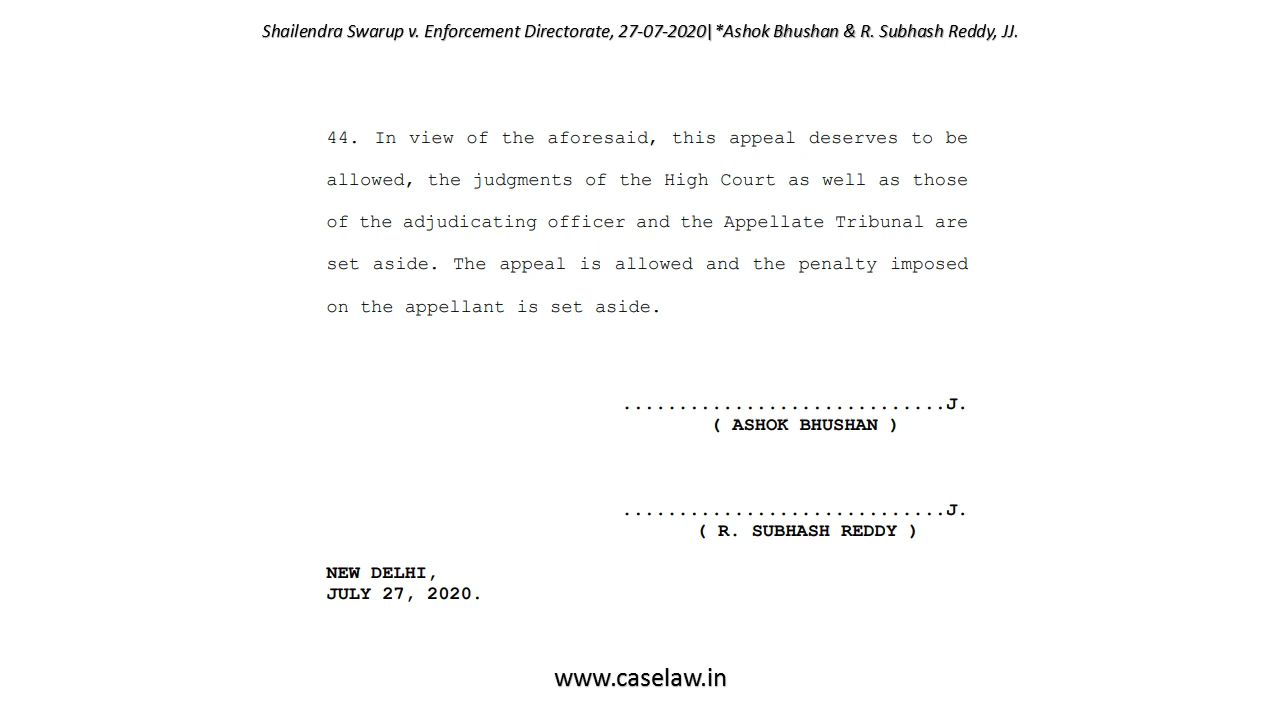 Shailendra Swarup v. Enforcement Directorate, 27-07-2020|*Ashok Bhushan & R. Subhash Reddy, JJ.
44. In view of the aforesaid, this appeal deserves to be
allowed, the judgments of the High Court as well as those
of the adjudicating officer and the Appellate Tribunal are
set aside. The appeal is allowed and the penalty imposed
on the appellant is set aside.
.............................J.
( ASHOK BHUSHAN )
.............................J.
( R. SUBHASH REDDY )
NEW DELHI,
JULY 27, 2020.
www.caselaw.in